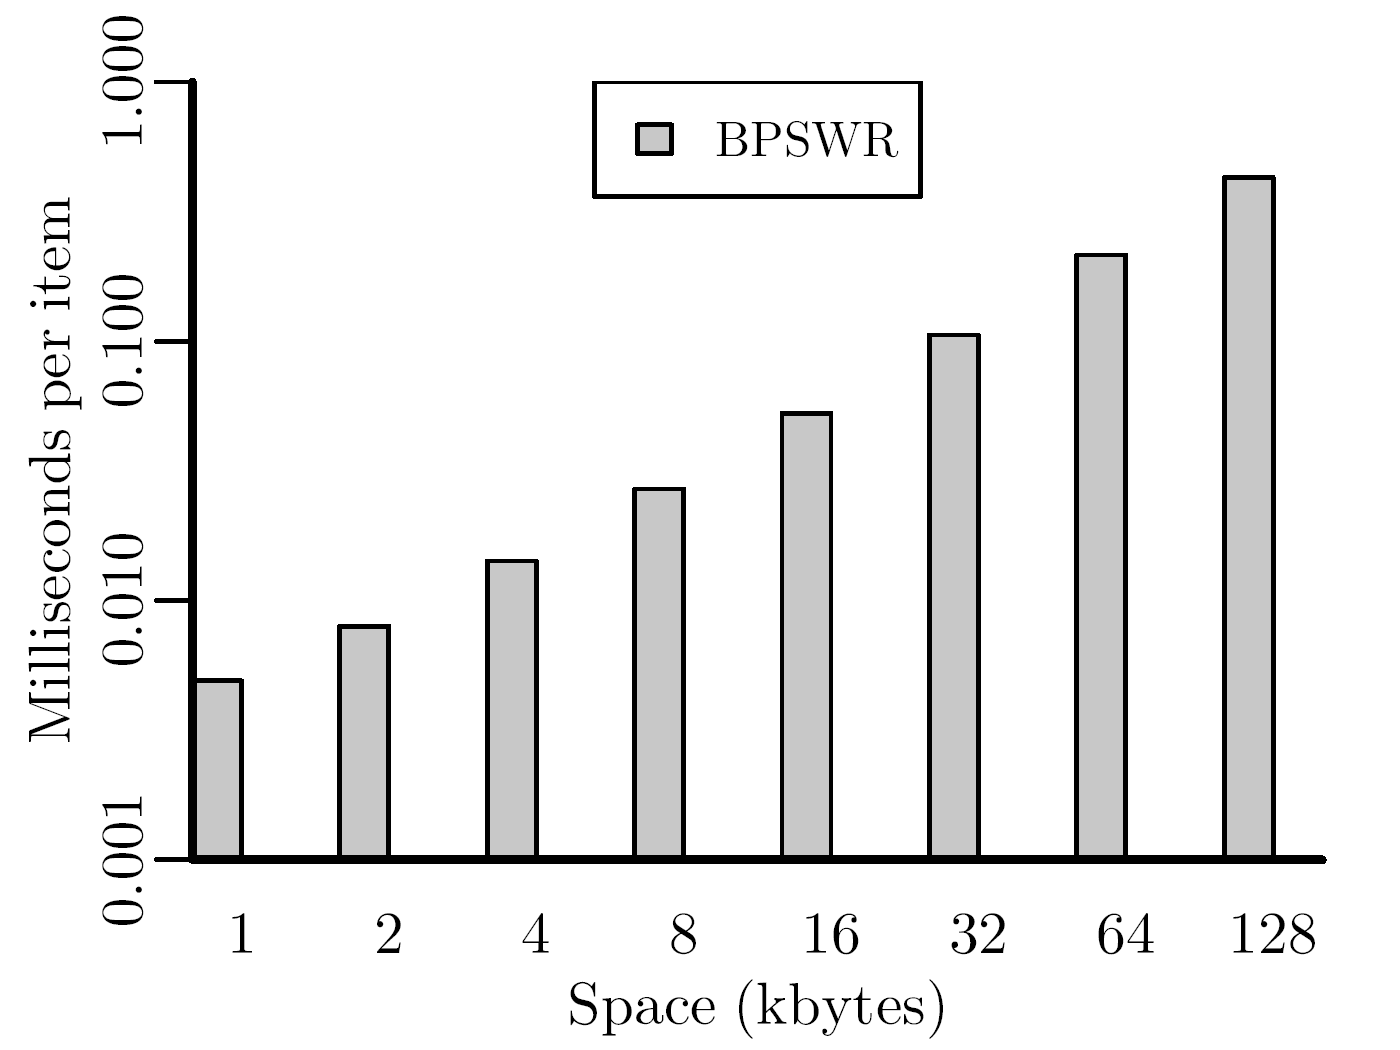 1.000
0.100
0.010
0.001
Milliseconds per item
BPSWR
1 2 4 8 16 32 64 128
Space (kbytes)